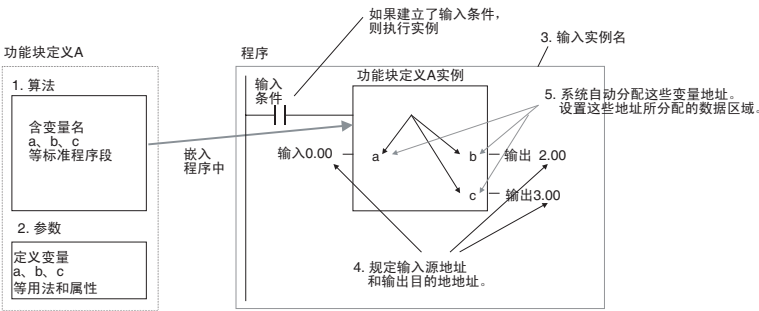 如果建立了输入条件，
则执行实例
3. 输入实例名
功能块定义A
程序
1. 算法
输入
条件
功能块定义A实例
5. 系统自动分配这些变量地址。
设置这些地址所分配的数据区域。
含变量名
a、b、c
等标准程序段
嵌入
程序中
输入0.00
a
b
输出 2.00
c
输出3.00
2. 参数
定义变量
a、b、c
等用法和属性
4. 规定输入源地址
和输出目的地地址。